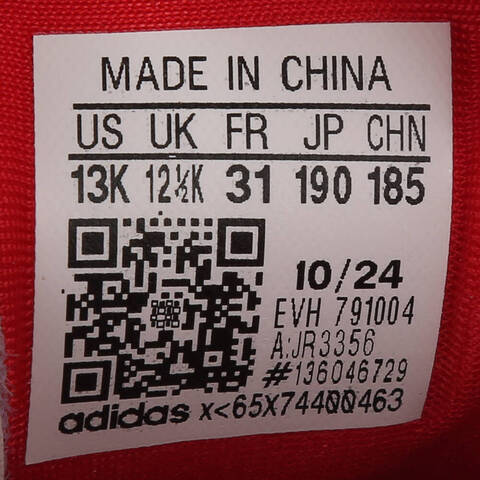 MADE IN CHINA
US UK FR JP CHN
13K 12½K 31 190 185
10/24
EVH 791004
A:JR3356
#136046729
adidas X<65X74400463